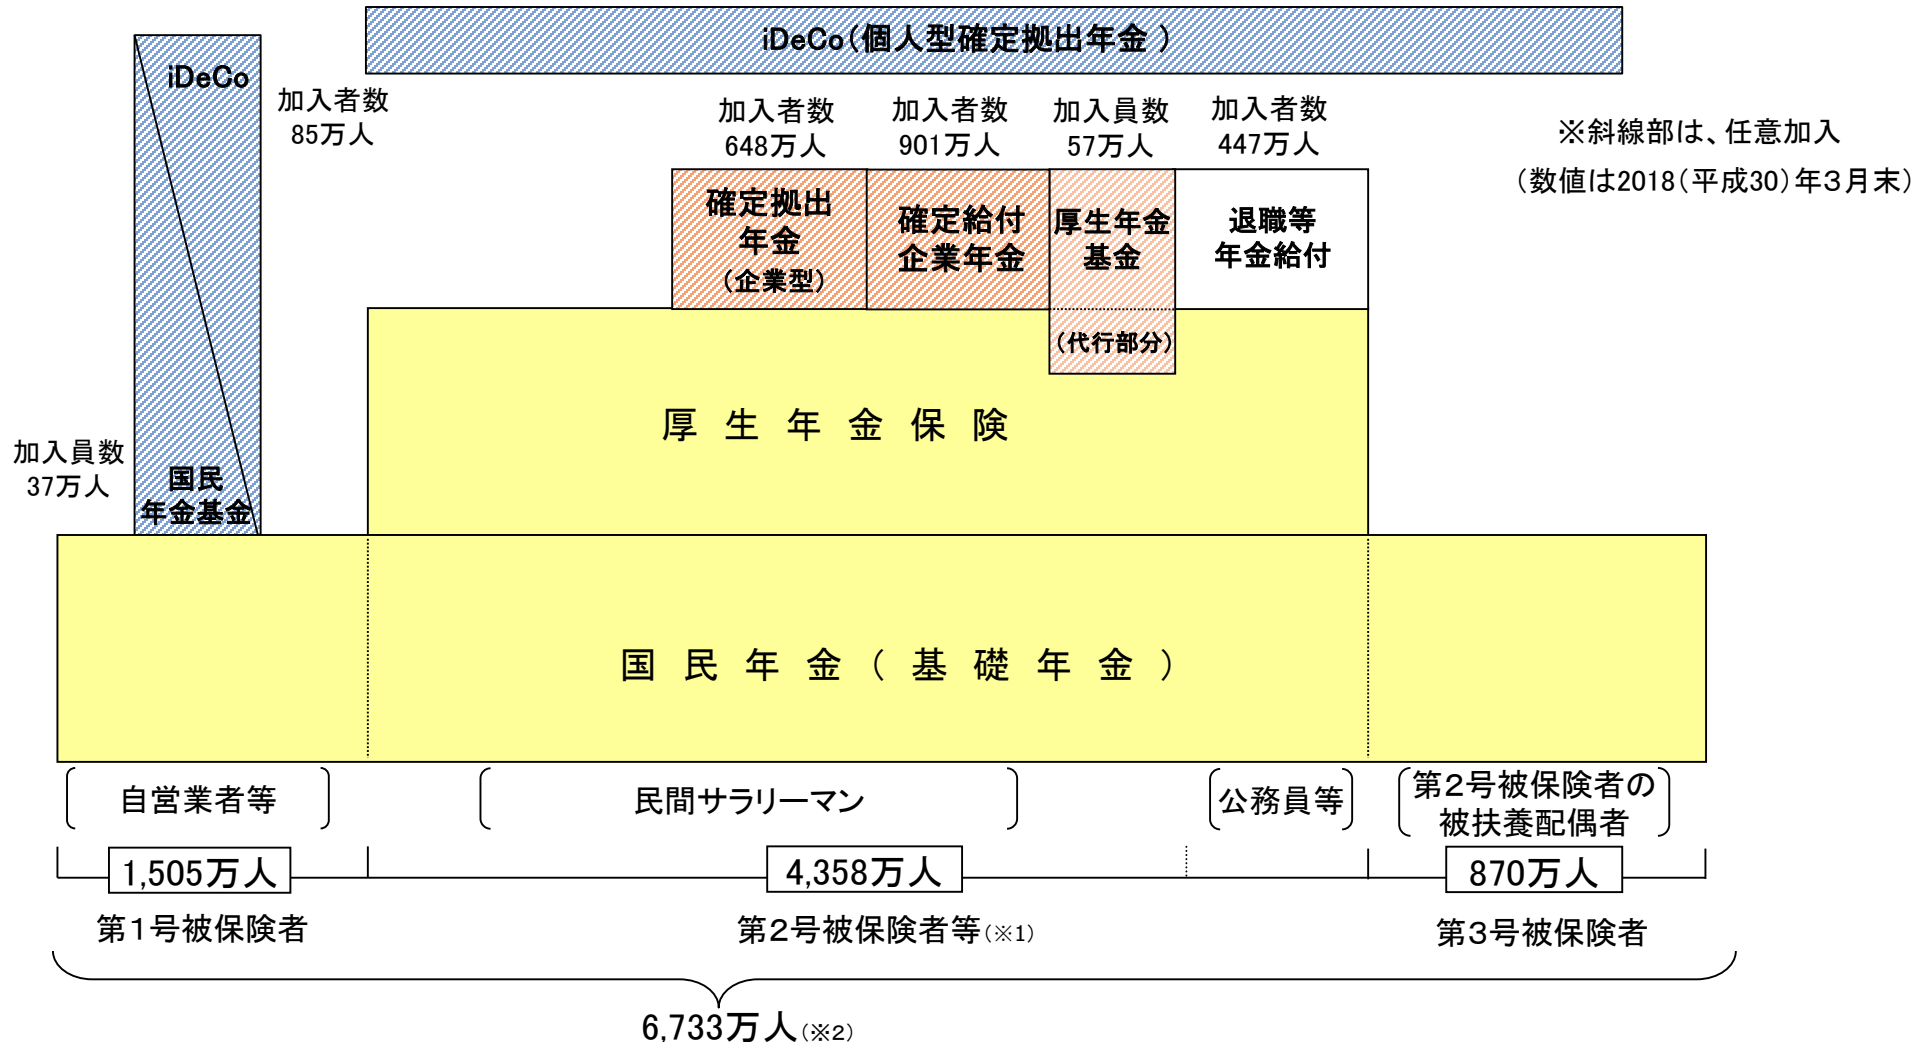 iDeCo(個人型確定拠出年金 )
iDeCo
加入者数
85万人
加入者数
648万人
加入者数
901万人
加入員数
57万人
加入者数
447万人
※斜線部は、任意加入
(数値は2018(平成30)年3月末)
確定拠出
年金
(企業型)
確定給付
企業年金
厚生年金
基金
(代行部分)
退職等
年金給付
厚生年金保険
加入員数
37万人
国民
年金基金
国民年金(基礎年金)
自営業者等
民間サラリーマン
公務員等
第2号被保険者の
被扶養配偶者
1,505万人
4,358万人
870万人
第1号被保険者
第2号被保険者等(※1)
第3号被保険者
6,733万人(※2)